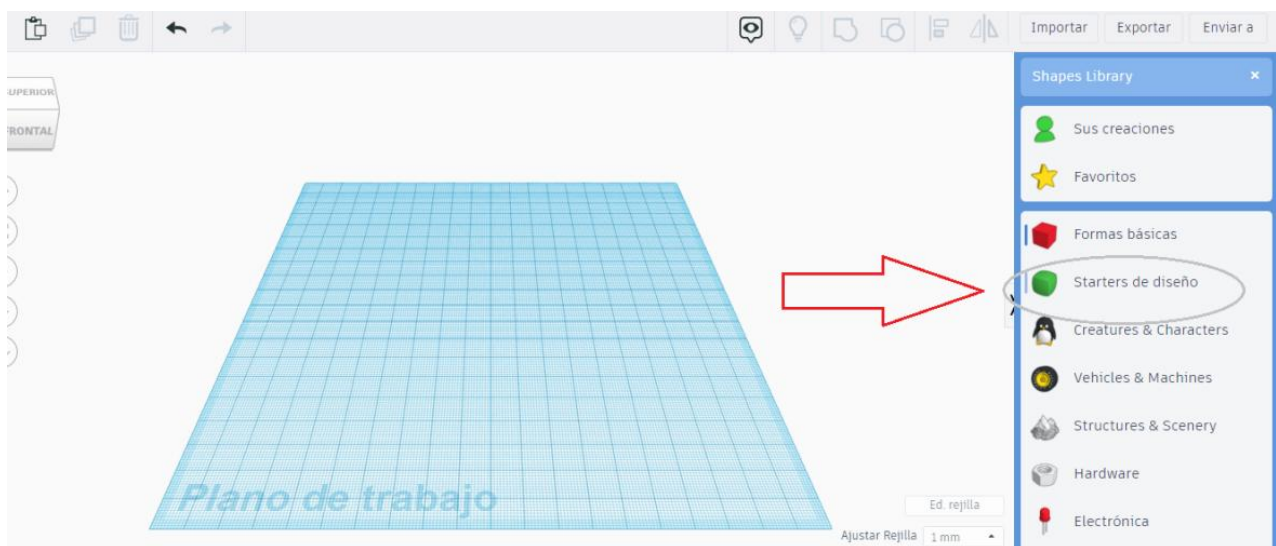 Importar Exportar Enviar a
Shapes Library
SUPERIOR
FRONTAL
Sus creaciones
Favoritos
Formas básicas
Starters de diseño
Creatures & Characters
Vehicles & Machines
Structures & Scenery
Hardware
Electrónica
Plano de trabajo
Ed. rejilla
Ajustar Rejilla 1 mm